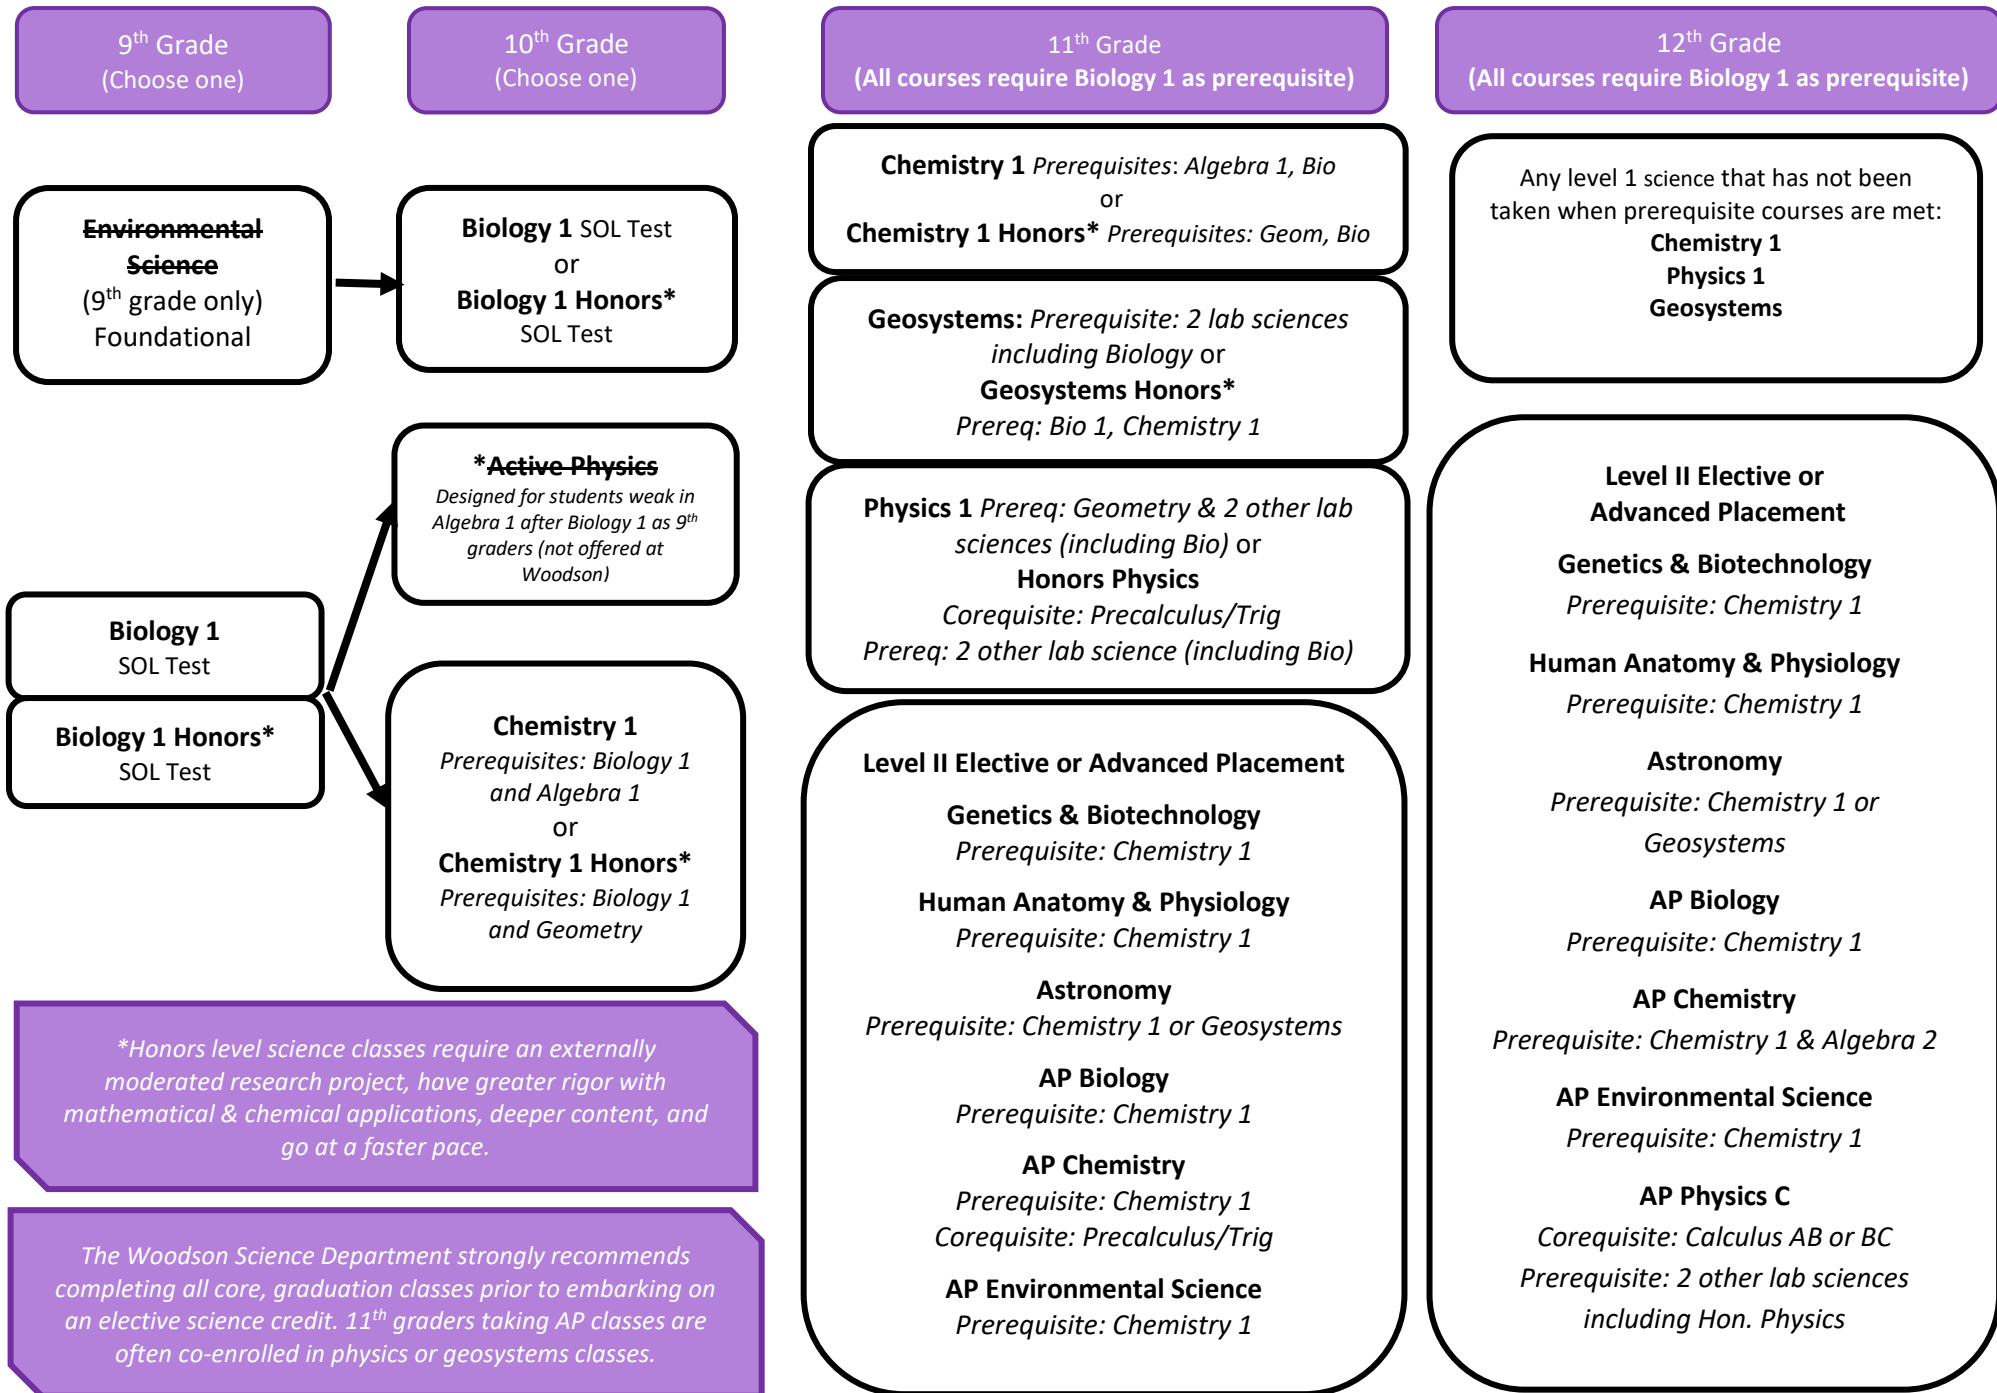 9th Grade
(Choose one)
10th Grade
(Choose one)
11th Grade
(All courses require Biology 1 as prerequisite)
12th Grade
(All courses require Biology 1 as prerequisite)
Environmental
Science
(9th grade only)
Foundational
Biology 1 SOL Test
or
Biology 1 Honors*
SOL Test
*Active Physics
Designed for students weak in
Algebra 1 after Biology 1 as 9th
graders (not offered at
Woodson)
Biology 1
SOL Test
Biology 1 Honors*
SOL Test
Chemistry 1
Prerequisites: Biology 1
and Algebra 1
or
Chemistry 1 Honors*
Prerequisites: Biology 1
and Geometry
*Honors level science classes require an externally
moderated research project, have greater rigor with
mathematical & chemical applications, deeper content, and
go at a faster pace.
The Woodson Science Department strongly recommends
completing all core, graduation classes prior to embarking on
an elective science credit. 11th graders taking AP classes are
often co-enrolled in physics or geosystems classes.
Chemistry 1 Prerequisites: Algebra 1, Bio
or
Chemistry 1 Honors* Prerequisites: Geom, Bio
Geosystems: Prerequisite: 2 lab sciences
including Biology or
Geosystems Honors*
Prereq: Bio 1, Chemistry 1
Physics 1 Prereq: Geometry & 2 other lab
sciences (including Bio) or
Honors Physics
Corequisite: Precalculus/Trig
Prereq: 2 other lab science (including Bio)
Level II Elective or Advanced Placement
Genetics & Biotechnology
Prerequisite: Chemistry 1
Human Anatomy & Physiology
Prerequisite: Chemistry 1
Astronomy
Prerequisite: Chemistry 1 or Geosystems
AP Biology
Prerequisite: Chemistry 1
AP Chemistry
Prerequisite: Chemistry 1
Corequisite: Precalculus/Trig
AP Environmental Science
Prerequisite: Chemistry 1
Any level 1 science that has not been
taken when prerequisite courses are met:
Chemistry 1
Physics 1
Geosystems
Level II Elective or
Advanced Placement
Genetics & Biotechnology
Prerequisite: Chemistry 1
Human Anatomy & Physiology
Prerequisite: Chemistry 1
Astronomy
Prerequisite: Chemistry 1 or
Geosystems
AP Biology
Prerequisite: Chemistry 1
AP Chemistry
Prerequisite: Chemistry 1 & Algebra 2
AP Environmental Science
Prerequisite: Chemistry 1
AP Physics C
Corequisite: Calculus AB or BC
Prerequisite: 2 other lab sciences
including Hon. Physics